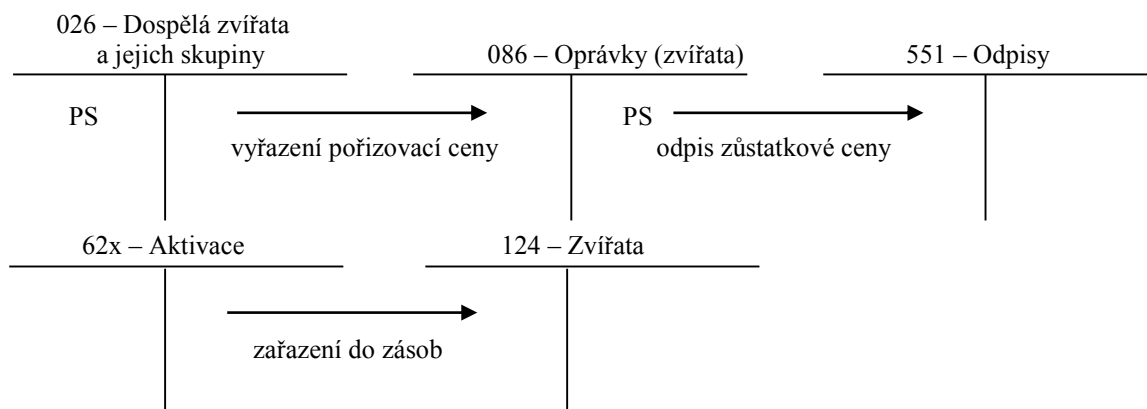 026 – Dospělá zvířata
a jejich skupiny
086 – Oprávky (zvířata)
551 – Odpisy
PS
vyřazení pořizovací ceny
PS
odpis zůstatkové ceny
62x – Aktivace
124 – Zvířata
zařazení do zásob